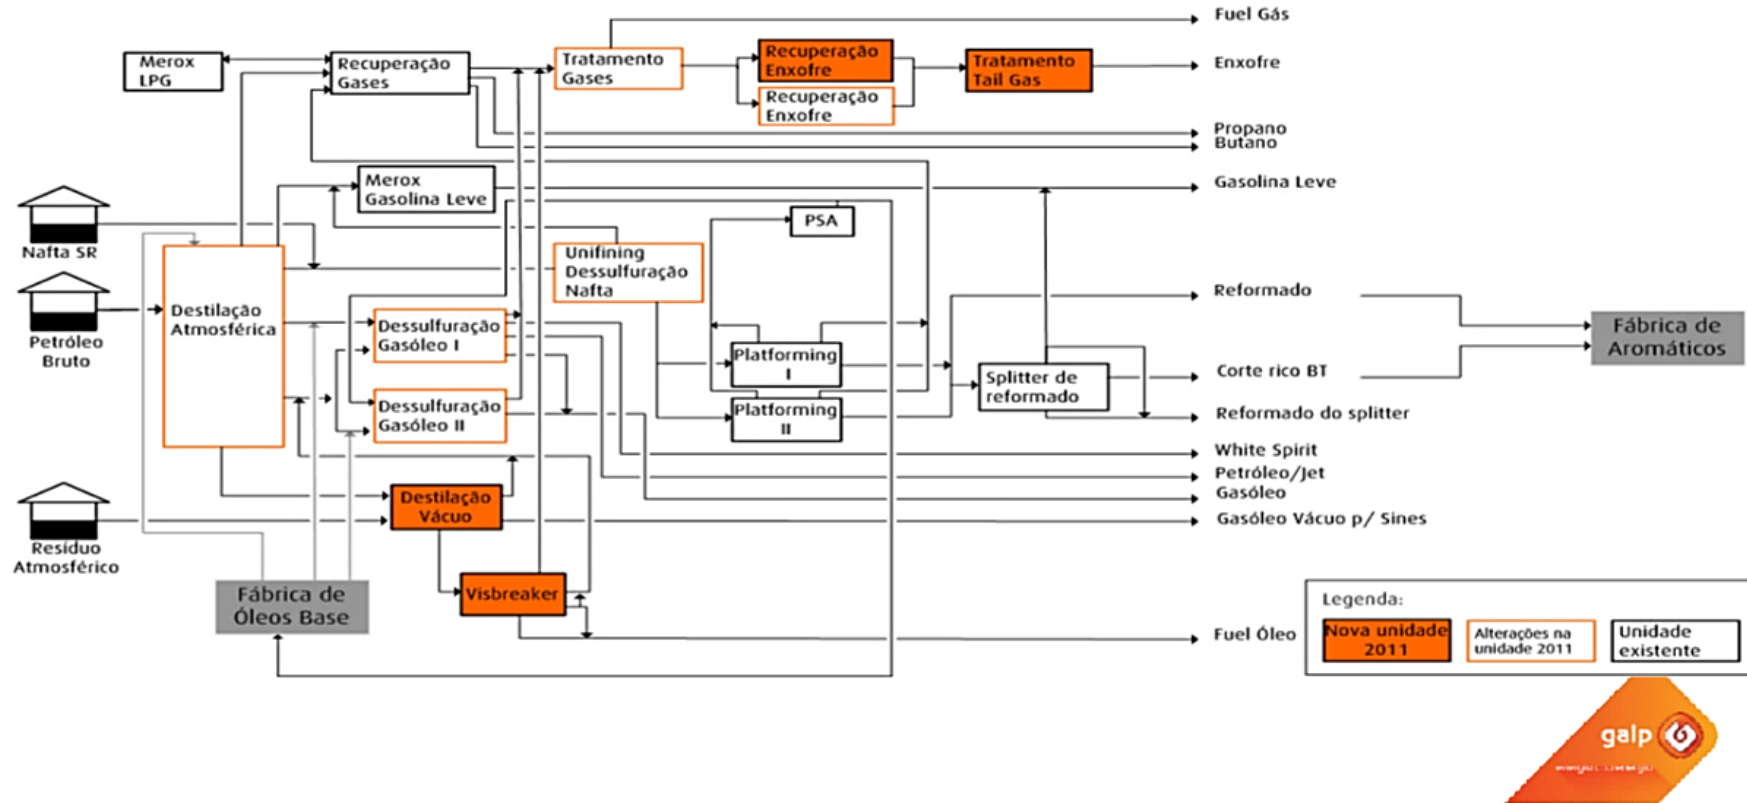 Fuel Gás
Merox
LPG
Recuperação
Gases
Tratamento
Gases
Recuperação
Enxofre
Recuperação
Enxofre
Tratamento
Tail Gas
Enxofre
Propano
Butano
Merox
Gasolina Leve
Gasolina Leve
Nafta SR
PSA
Unifining
Dessulfuração
Nafta
Petróleo
Bruto
Destilação
Atmosférica
Dessulfuração
Gasóleo I
Dessulfuração
Gasóleo II
Platforming
I
Platforming
II
Splitter de
reformado
Reformado
Corte rico BT
Reformado do splitter
Fábrica de
Aromáticos
White Spirit
Petróleo/Jet
Gasóleo
Gasóleo Vácuo p/ Sines
Destilação
Vácuo
Resíduo
Atmosférico
Visbreaker
Fábrica de
Óleos Base
Fuel Óleo
Legenda:
Nova unidade
2011
Alterações na
unidade 2011
Unidade
existente
galp